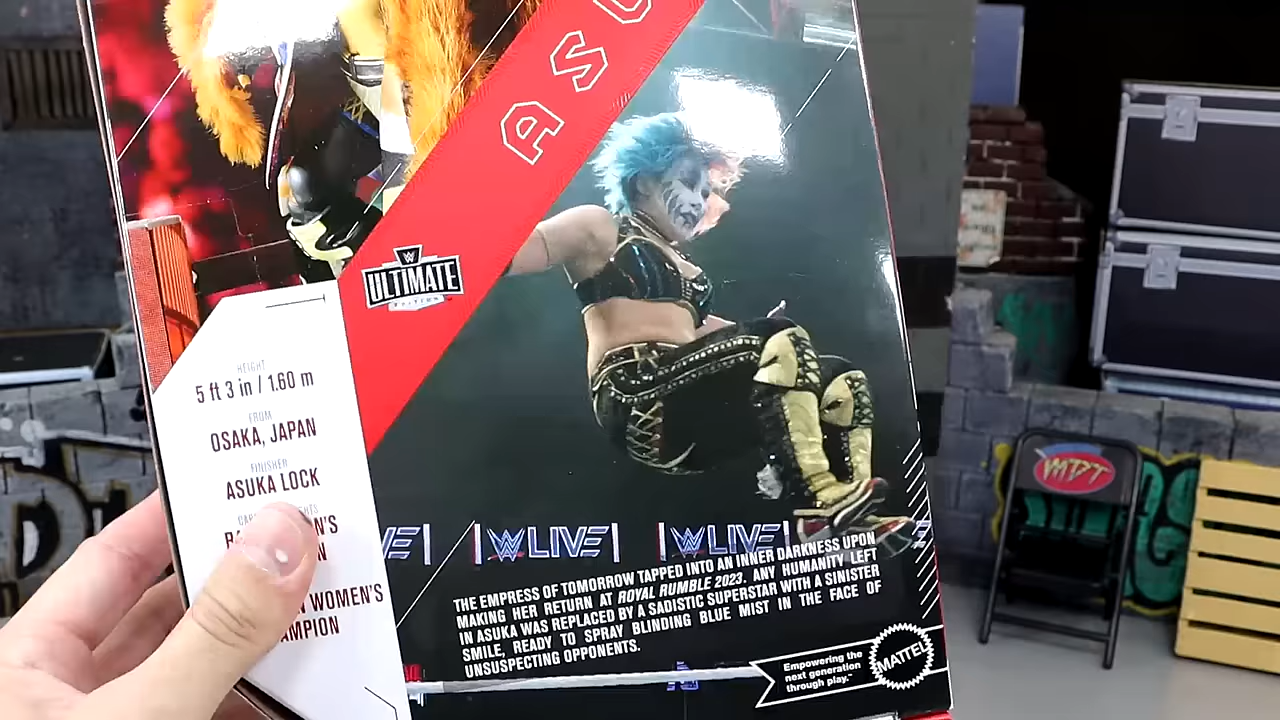 ASU
W
ULTIMATE
EDITION
HEIGHT
5 ft 3 in / 1.60 m
FROM
OSAKA, JAPAN
FINISHER
ASUKA LOCK
WOMEN'S
W LIVE
W LIVE
THE EMPRESS OF TOMORROW TAPPED INTO AN INNER DARKNESS UPON
MAKING HER RETURN AT ROYAL RUMBLE 2023. ANY HUMANITY LEFT
IN ASUKA WAS REPLACED BY A SADISTIC SUPERSTAR WITH A SINISTER
SMILE, READY TO SPRAY BLINDING BLUE MIST IN THE FACE OF
UNSUSPECTING OPPONENTS.
Empowering the
next generation
through play.™
MATTEL
MDT